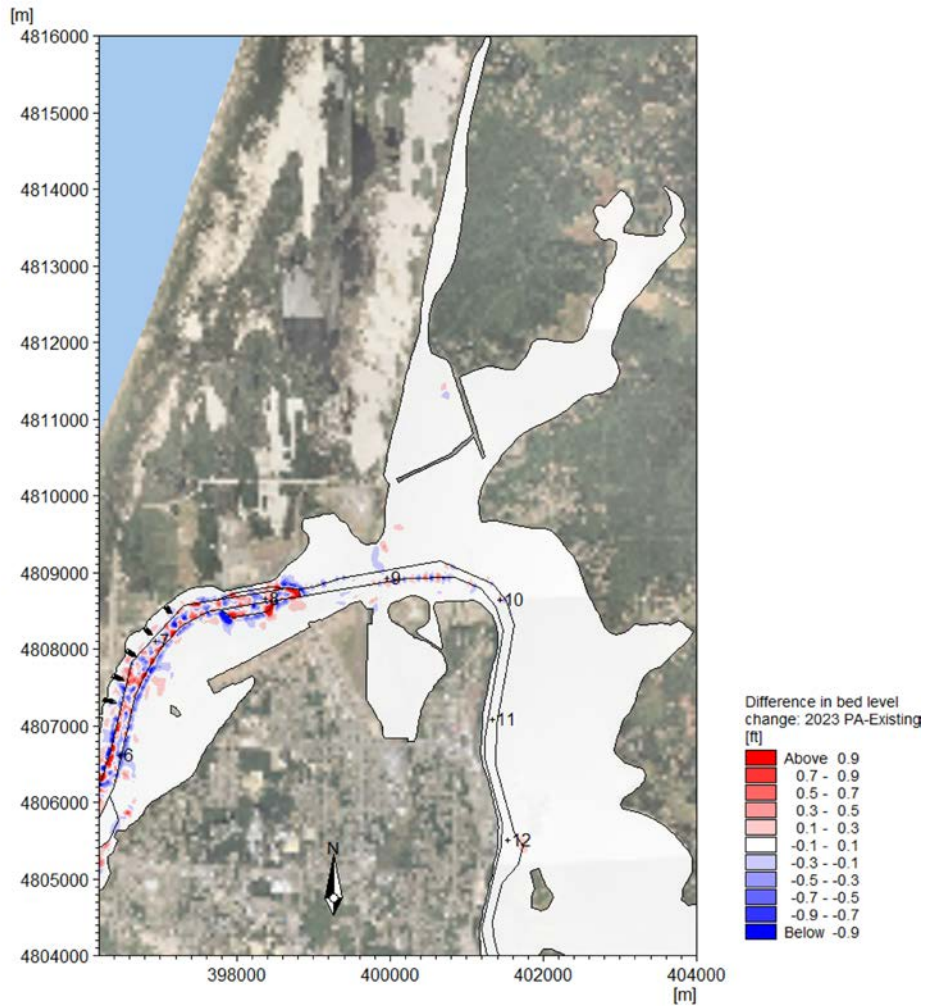 [m]
4816000
4815000
4814000
4813000
4812000
4811000
4810000
4809000
4808000
4807000
4806000
4805000
4804000
9
8
10
7
11
6
12
N
398000
400000
402000
404000
[m]
Difference in bed level
change: 2023 PA-Existing
[ft]
Above 0.9
0.7 - 0.9
0.5 - 0.7
0.3 - 0.5
0.1 - 0.3
-0.1 - 0.1
-0.3 - -0.1
-0.5 - -0.3
-0.7 - -0.5
-0.9 - -0.7
Below -0.9